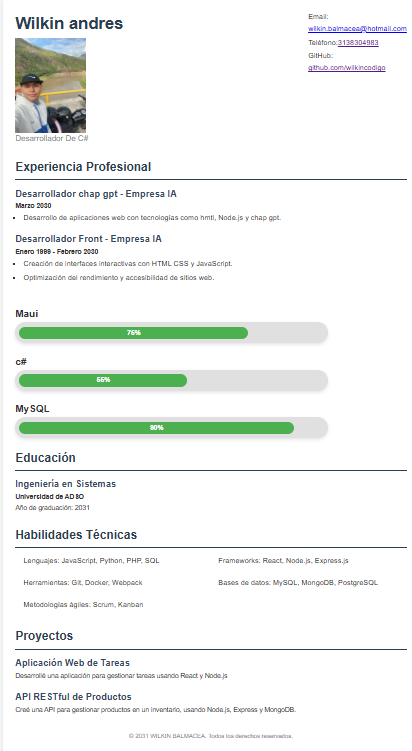 Wilkin andres
Email:
wilkin.balmacea@hotmail.com
Teléfono:3138304983
GitHub:
github.com/wilkincodigo
Desarrollador De C#
Experiencia Profesional
Desarrollador chap gpt - Empresa IA
Marzo 2030
Desarrollo de aplicaciones web con tecnologías como hmtl, Node.js y chap gpt.
Desarrollador Front - Empresa IA
Enero 1999 - Febrero 2030
Creación de interfaces interactivas con HTML CSS y JavaScript.
Optimización del rendimiento y accesibilidad de sitios web.
Maui
75%
c#
55%
MySQL
90%
Educación
Ingeniería en Sistemas
Universidad de ADSO
Año de graduación: 2031
Habilidades Técnicas
Lenguajes: JavaScript, Python, PHP, SQL
Frameworks: React, Node.js, Express.js
Herramientas: Git, Docker, Webpack
Bases de datos: MySQL, MongoDB, PostgreSQL
Metodologías ágiles: Scrum, Kanban
Proyectos
Aplicación Web de Tareas
Desarrollé una aplicación para gestionar tareas usando React y Node.js
API RESTful de Productos
Creé una API para gestionar productos en un inventario, usando Node.js, Express y MongoDB.
© 2031 WILKIN BALMACEA. Todos los derechos reservados.